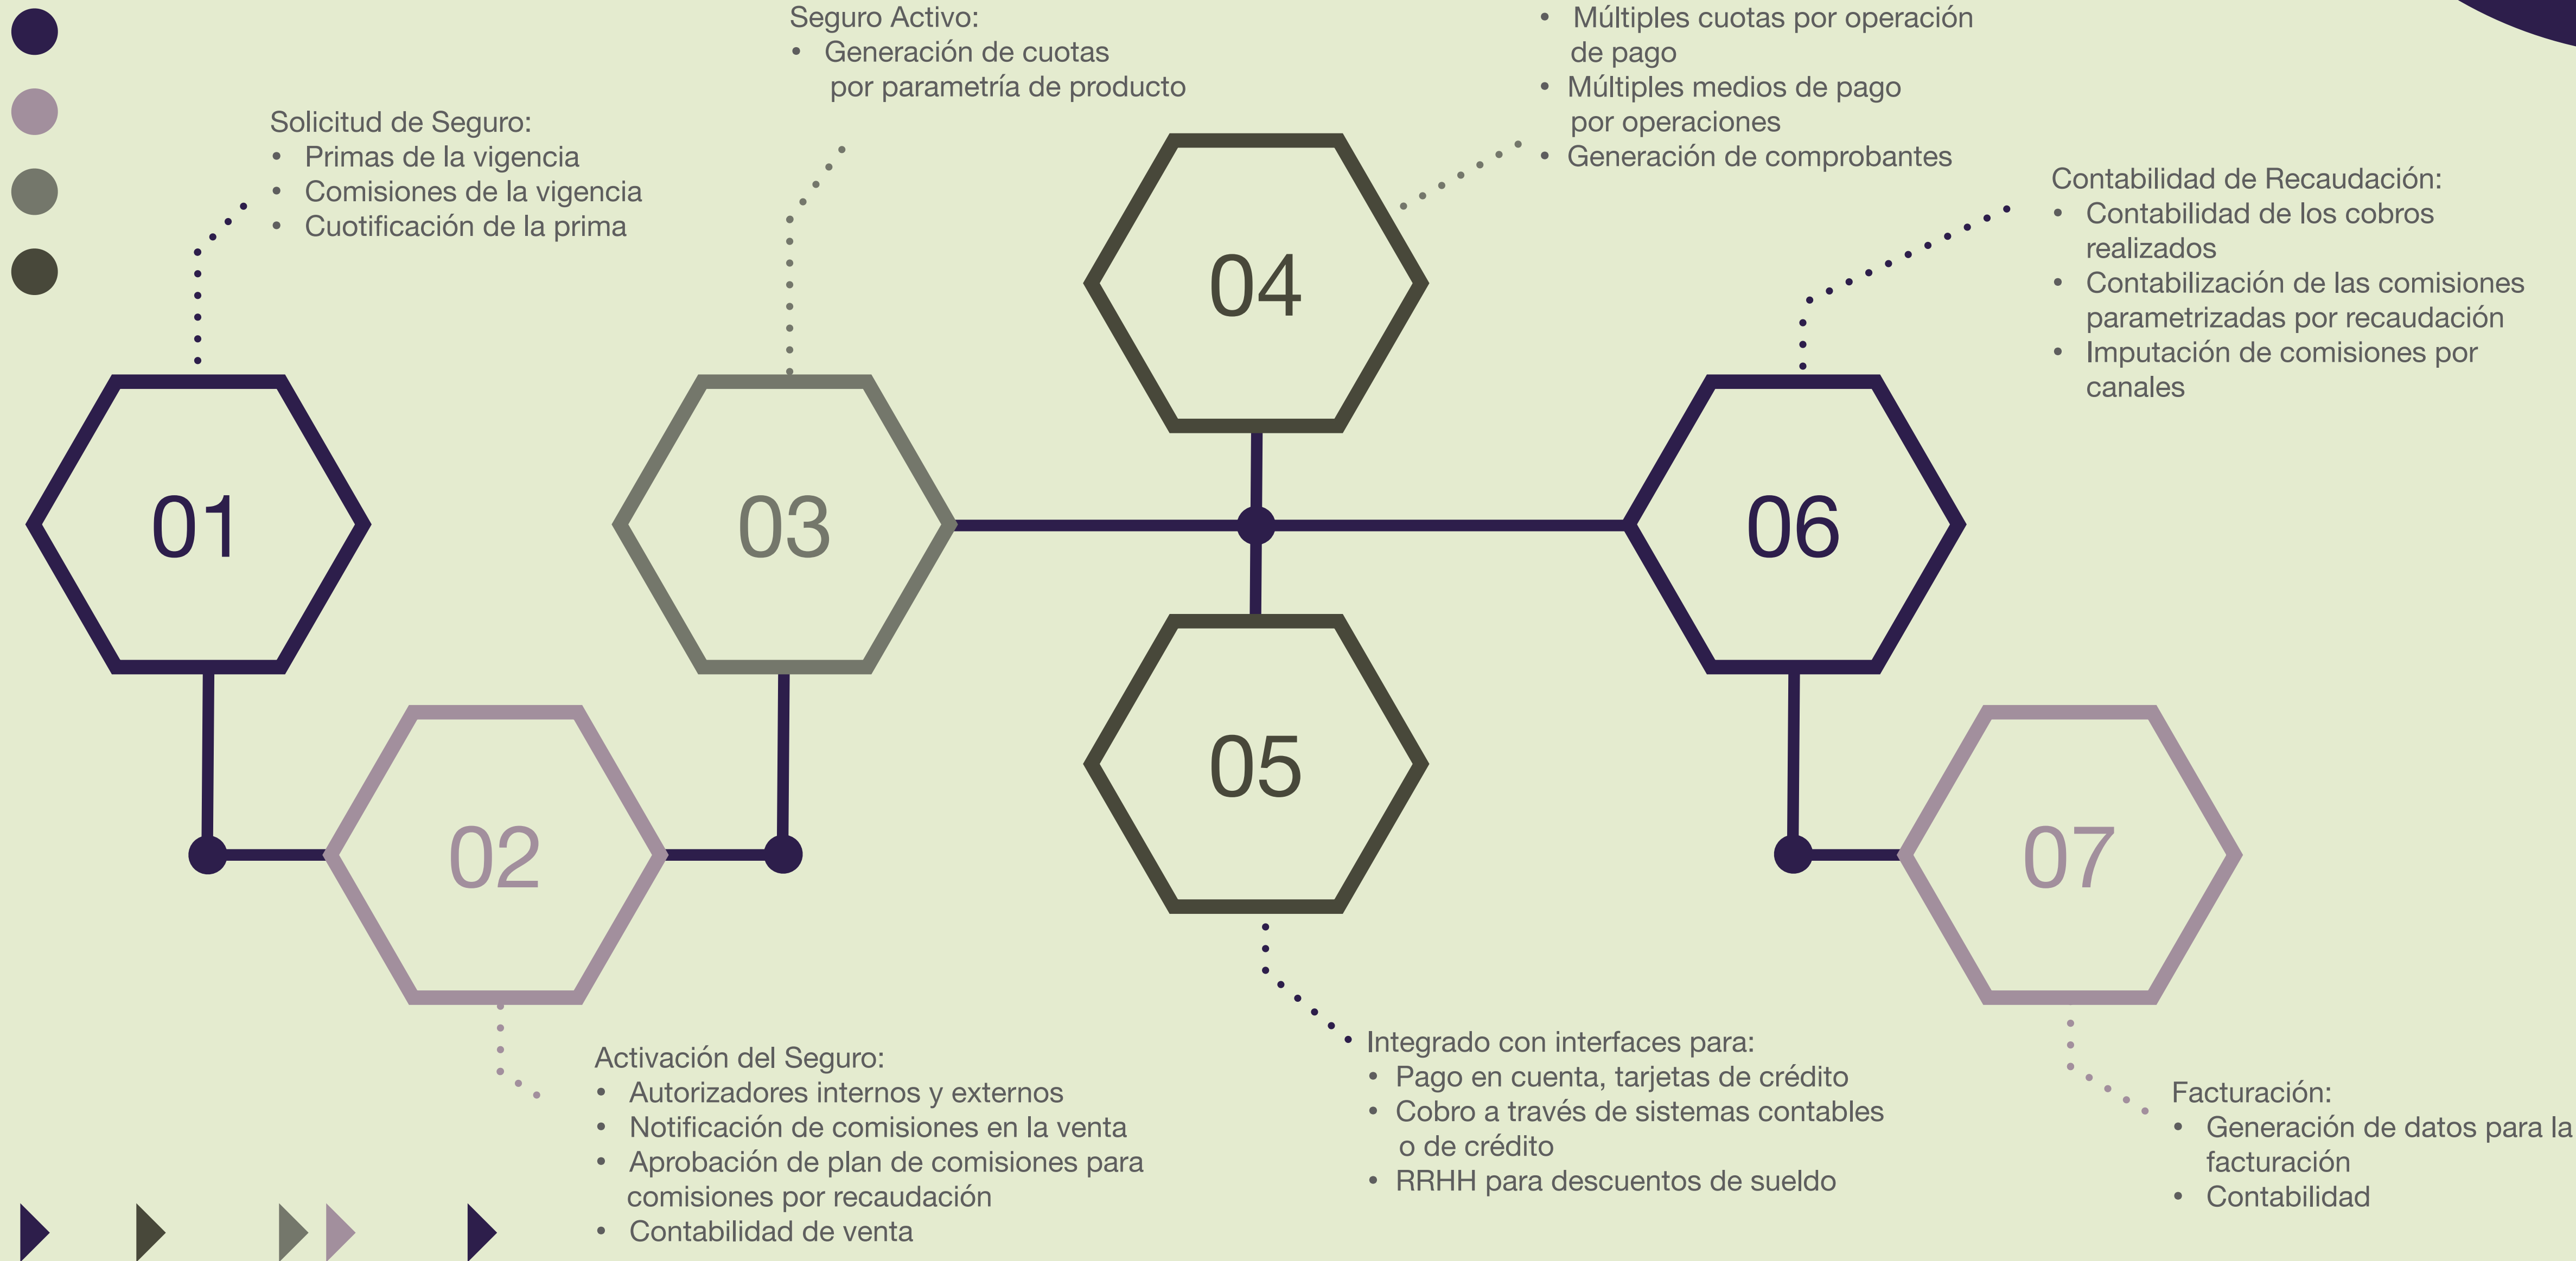 Seguro Activo:
• Generación de cuotas
por parametría de producto
• Múltiples cuotas por operación
de pago
• Múltiples medios de pago
por operaciones
• Generación de comprobantes
Solicitud de Seguro:
• Primas de la vigencia
• Comisiones de la vigencia
• Cuotificación de la prima
Contabilidad de Recaudación:
• Contabilidad de los cobros
realizados
• Contabilización de las comisiones
parametrizadas por recaudación
• Imputación de comisiones por
canales
04
01
03
06
05
02
07
Activación del Seguro:
• Autorizadores internos y externos
• Notificación de comisiones en la venta
• Aprobación de plan de comisiones para
comisiones por recaudación
• Contabilidad de venta
Integrado con interfaces para:
• Pago en cuenta, tarjetas de crédito
• Cobro a través de sistemas contables
o de crédito
• RRHH para descuentos de sueldo
Facturación:
• Generación de datos para la
facturación
• Contabilidad